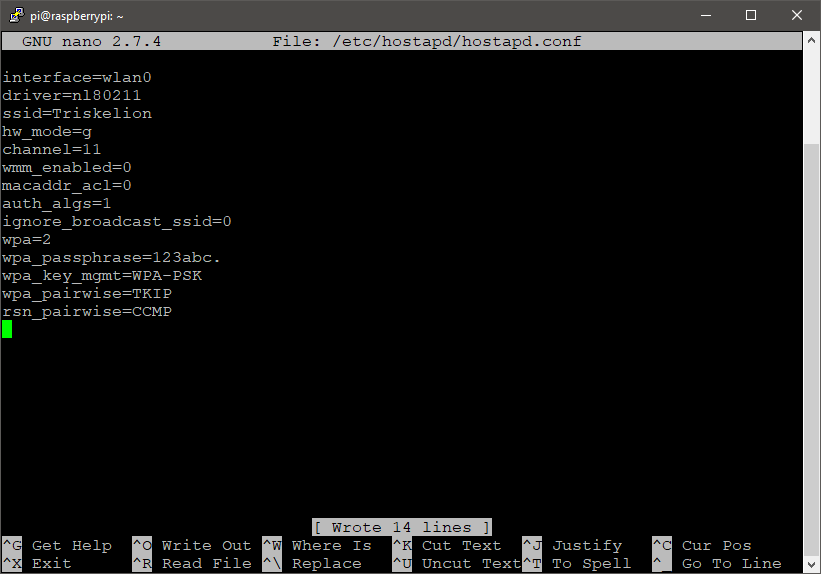 pi@raspberrypi: ~
GNU nano 2.7.4 File: /etc/hostapd/hostapd.conf
interface=wlan0
driver=nl80211
ssid=Triskelion
hw_mode=g
channel=11
wmm_enabled=0
macaddr_acl=0
auth_algs=1
ignore_broadcast_ssid=0
wpa=2
wpa_passphrase=123abc.
wpa_key_mgmt=WPA-PSK
wpa_pairwise=TKIP
rsn_pairwise=CCMP
[ Wrote 14 lines ]
^G Get Help ^O Write Out ^W Where Is ^K Cut Text ^J Justify ^C Cur Pos
^X Exit ^R Read File ^\ Replace ^U Uncut Text^T To Spell ^_ Go To Line